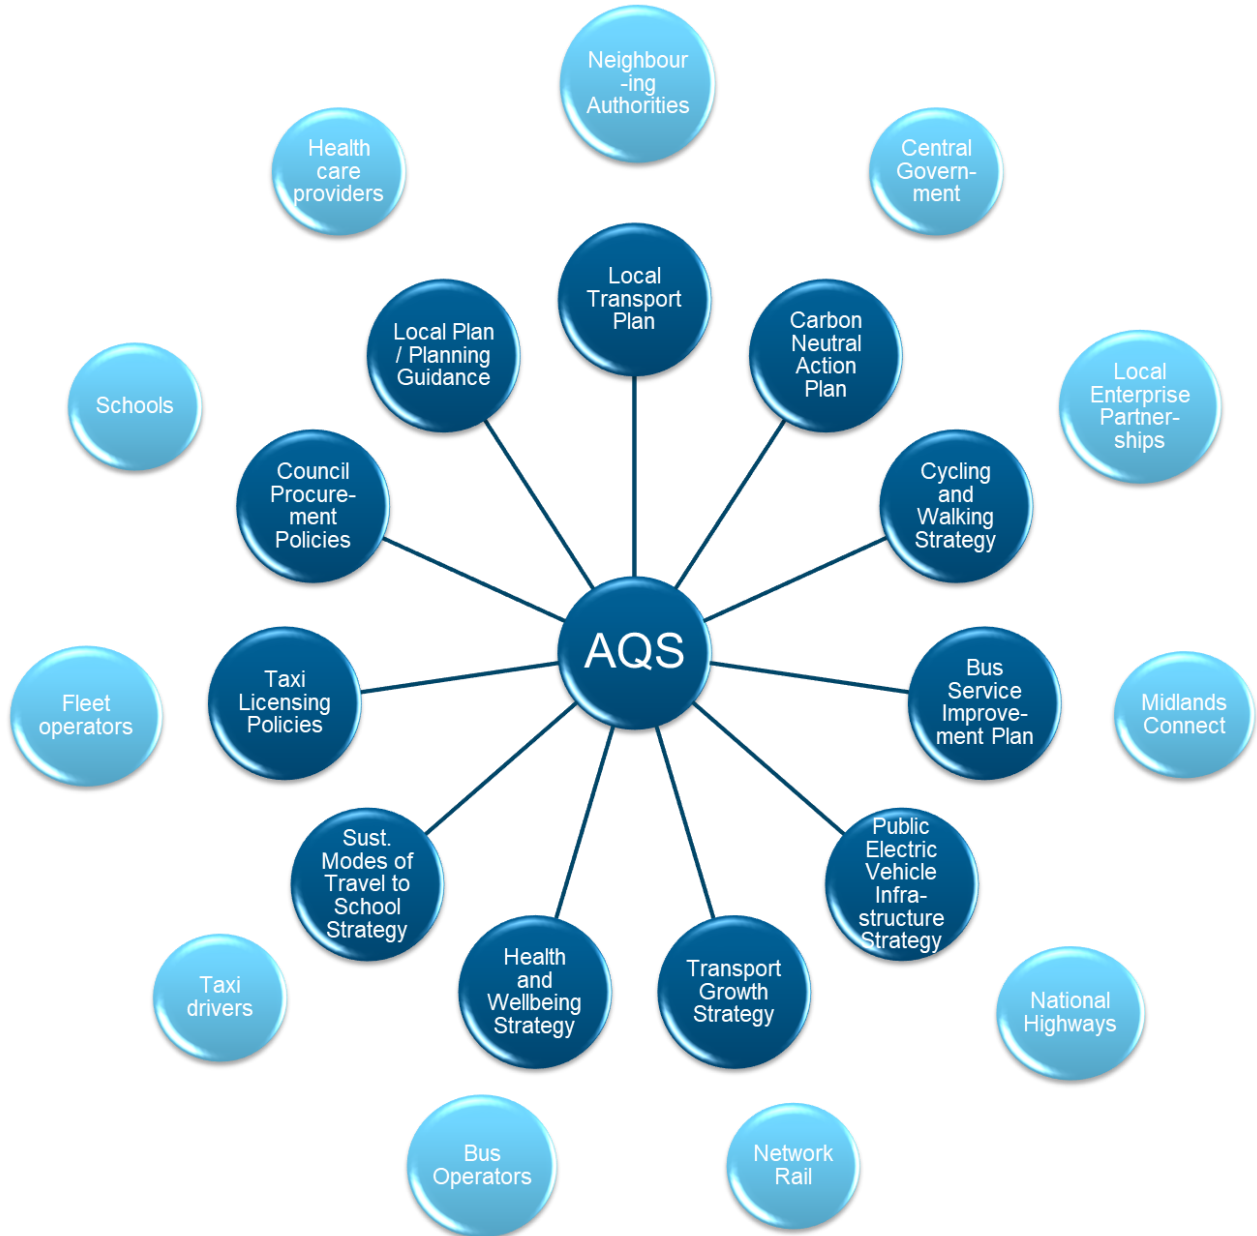 Neighbour
-ing
Authorities
Health
care
providers
Central
Govern-
ment
Local
Transport
Plan
Local Plan
/ Planning
Guidance
Carbon
Neutral
Action
Plan
Schools
Local
Enterprise
Partner-
ships
Council
Procure-
ment
Policies
Cycling
and
Walking
Strategy
AQS
Fleet
operators
Taxi
Licensing
Policies
Bus
Service
Improve-
ment Plan
Midlands
Connect
Sust.
Modes of
Travel to
School
Strategy
Public
Electric
Vehicle
Infra-
structure
Strategy
Health
and
Wellbeing
Strategy
Transport
Growth
Strategy
Taxi
drivers
National
Highways
Bus
Operators
Network
Rail